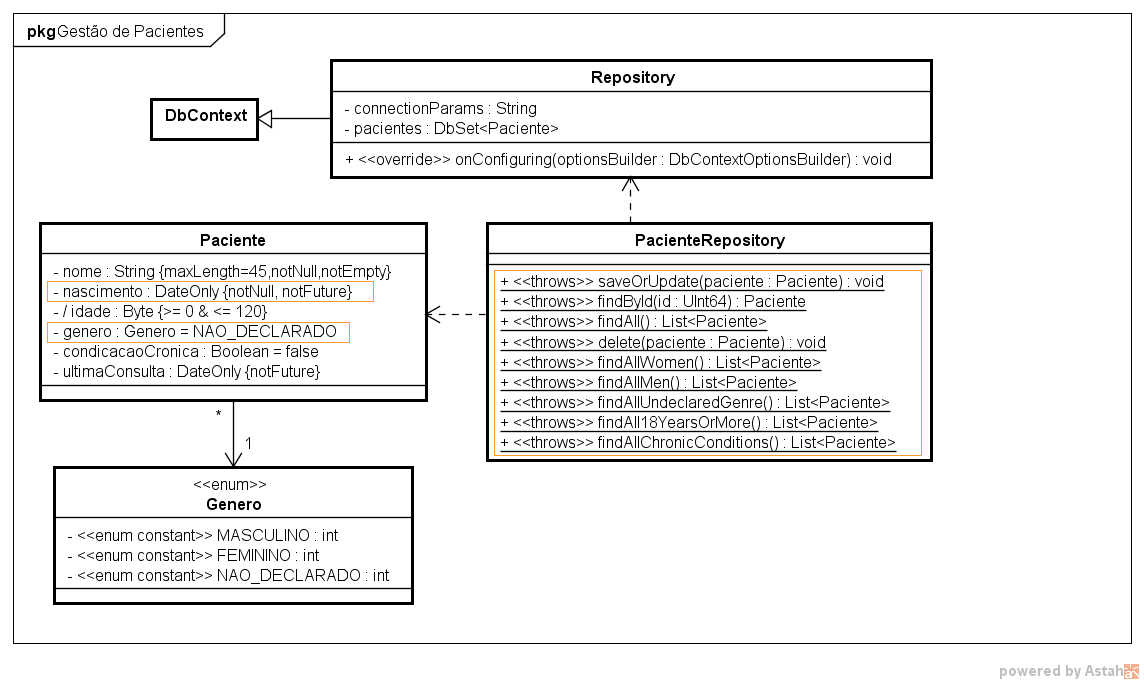 pkg Gestão de Pacientes
Repository
- connectionParams : String
- pacientes : DbSet<Paciente>
+ <<override>> onConfiguring(optionsBuilder : DbContextOptionsBuilder) : void
DbContext
Paciente
- nome : String {maxLength=45,notNull,notEmpty}
- nascimento : DateOnly {notNull, notFuture}
- / idade : Byte {>= 0 & <= 120}
- genero : Genero = NAO_DECLARADO
- condicacaoCronica : Boolean = false
- ultimaConsulta : DateOnly {notFuture}
PacienteRepository
+ <<throws>> saveOrUpdate(paciente : Paciente) : void
+ <<throws>> findById(id : UInt64) : Paciente
+ <<throws>> findAll() : List<Paciente>
+ <<throws>> delete(paciente : Paciente) : void
+ <<throws>> findAllWomen() : List<Paciente>
+ <<throws>> findAllMen() : List<Paciente>
+ <<throws>> findAllUndeclaredGenre() : List<Paciente>
+ <<throws>> findAll18YearsOrMore() : List<Paciente>
+ <<throws>> findAllChronicConditions() : List<Paciente>
*
1
<<enum>>
Genero
- <<enum constant>> MASCULINO : int
- <<enum constant>> FEMININO : int
- <<enum constant>> NAO_DECLARADO : int
powered by Astah